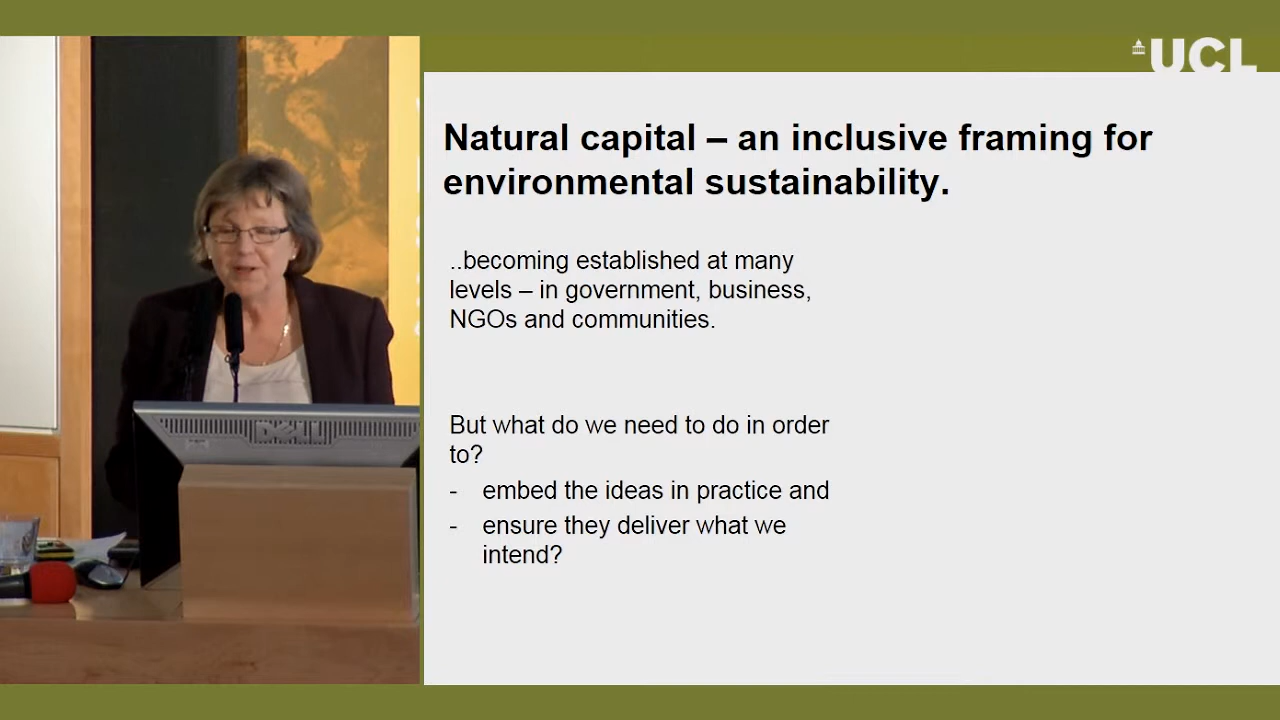 UCL
Natural capital – an inclusive framing for
environmental sustainability.
..becoming established at many
levels – in government, business,
NGOs and communities.
But what do we need to do in order
to?
- embed the ideas in practice and
- ensure they deliver what we
intend?